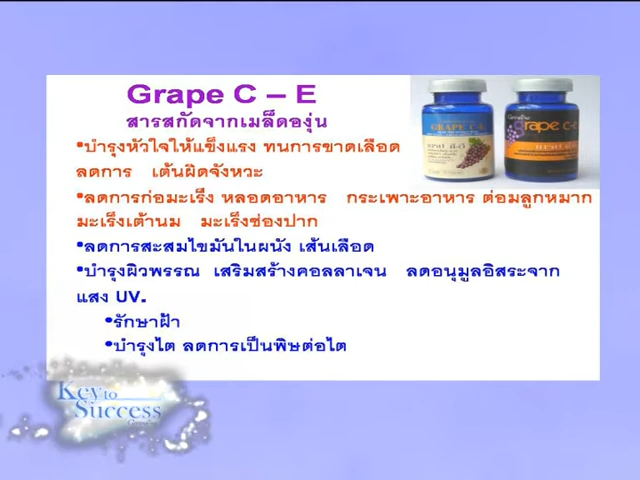 Grape C – E
สารสกัดจากเมล็ดองุ่น
•บำรุงหัวใจให้แข็งแรง ทนการขาดเลือด
ลดการ เต้นผิดจังหวะ
•ลดการก่อมะเร็ง หลอดอาหาร กระเพาะอาหาร ต่อมลูกหมาก
มะเร็งเต้านม มะเร็งช่องปาก
•ลดการสะสมไขมันในผนัง เส้นเลือด
•บำรุงผิวพรรณ เสริมสร้างคอลลาเจน ลดอนุมูลอิสระจาก
แสง UV.
•รักษาฝ้า
•บำรุงไต ลดการเป็นพิษต่อไต
GRAPE C-E
grape c-e
Key to
Success